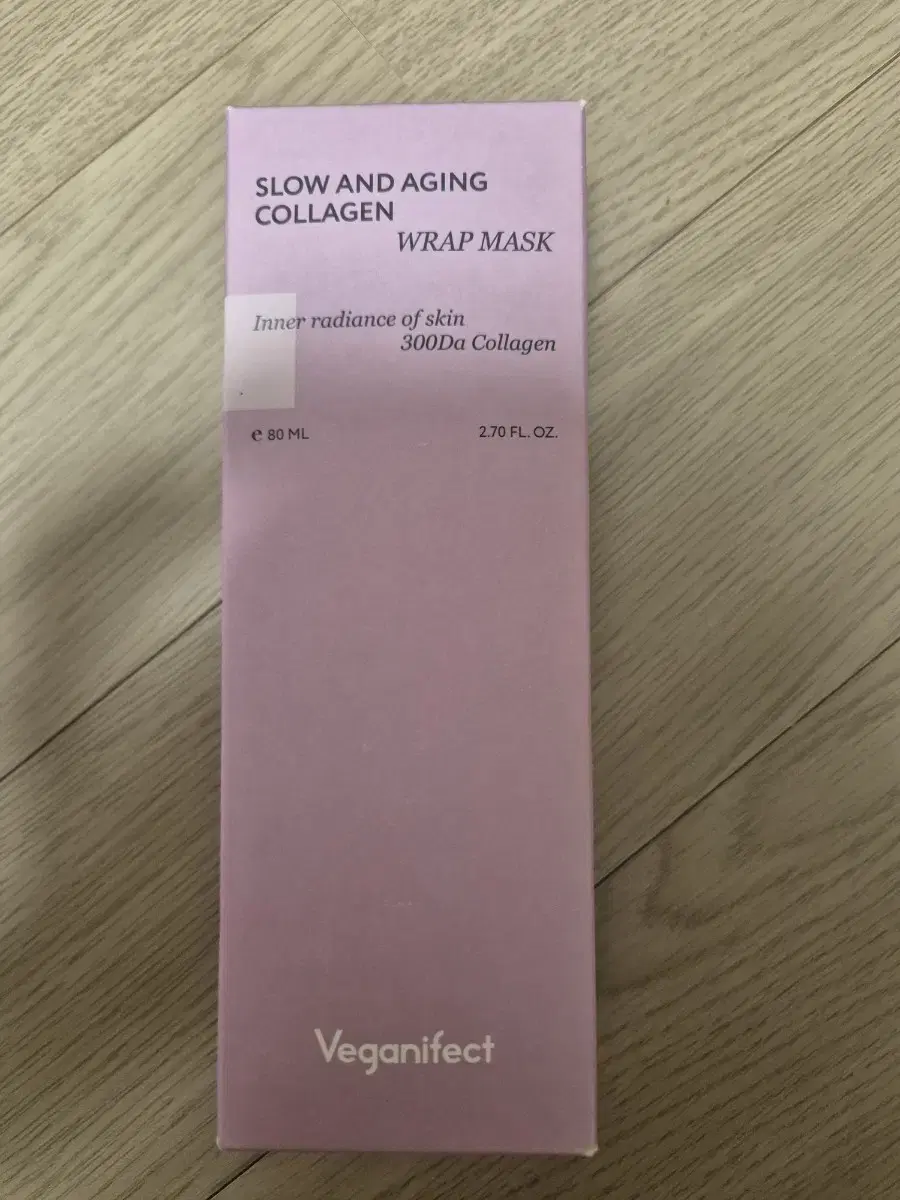 SLOW AND AGING
COLLAGEN
WRAP MASK
Inner radiance of skin
300Da Collagen
e 80 ML 2.70 FL. OZ.
Veganifect